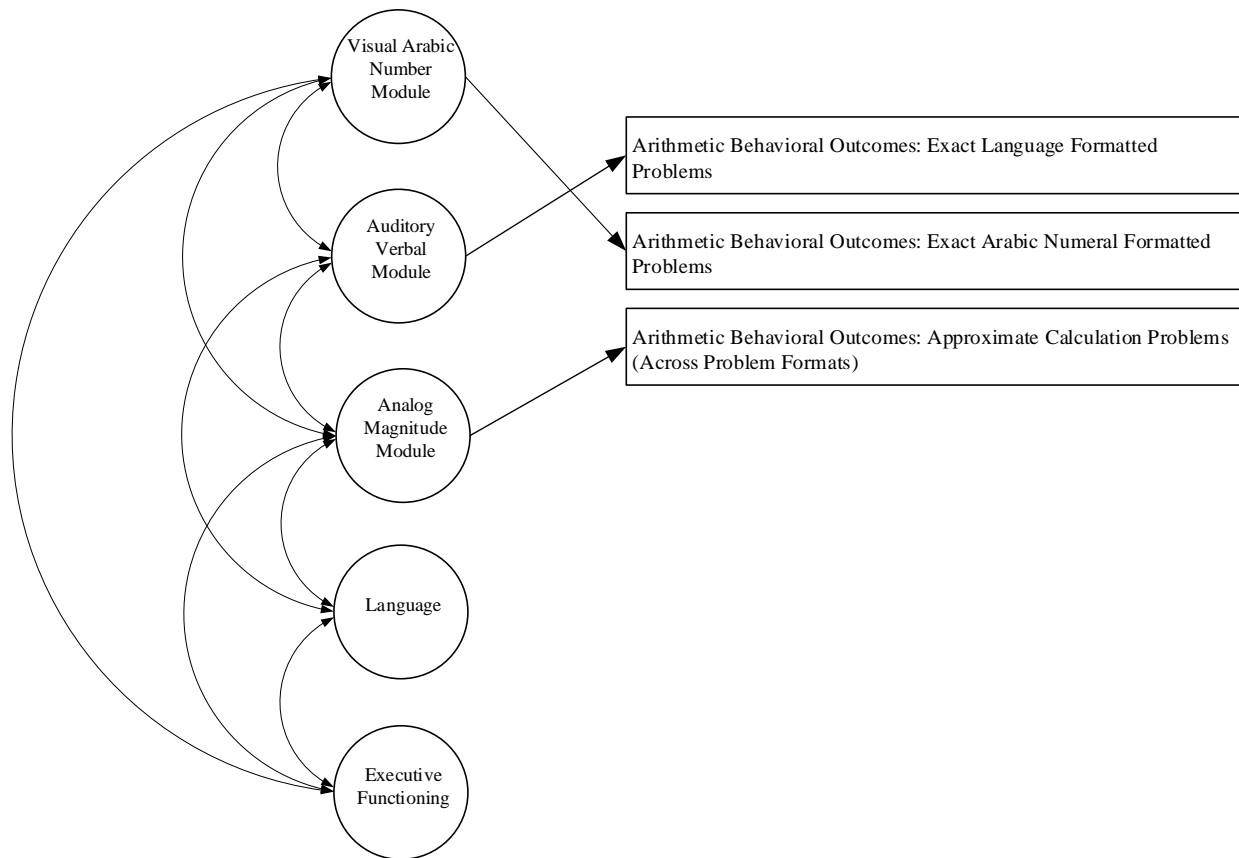 Visual Arabic
Number
Module
Auditory
Verbal
Module
Analog
Magnitude
Module
Language
Executive
Functioning
Arithmetic Behavioral Outcomes: Exact Language Formatted
Problems
Arithmetic Behavioral Outcomes: Exact Arabic Numeral Formatted
Problems
Arithmetic Behavioral Outcomes: Approximate Calculation Problems
(Across Problem Formats)